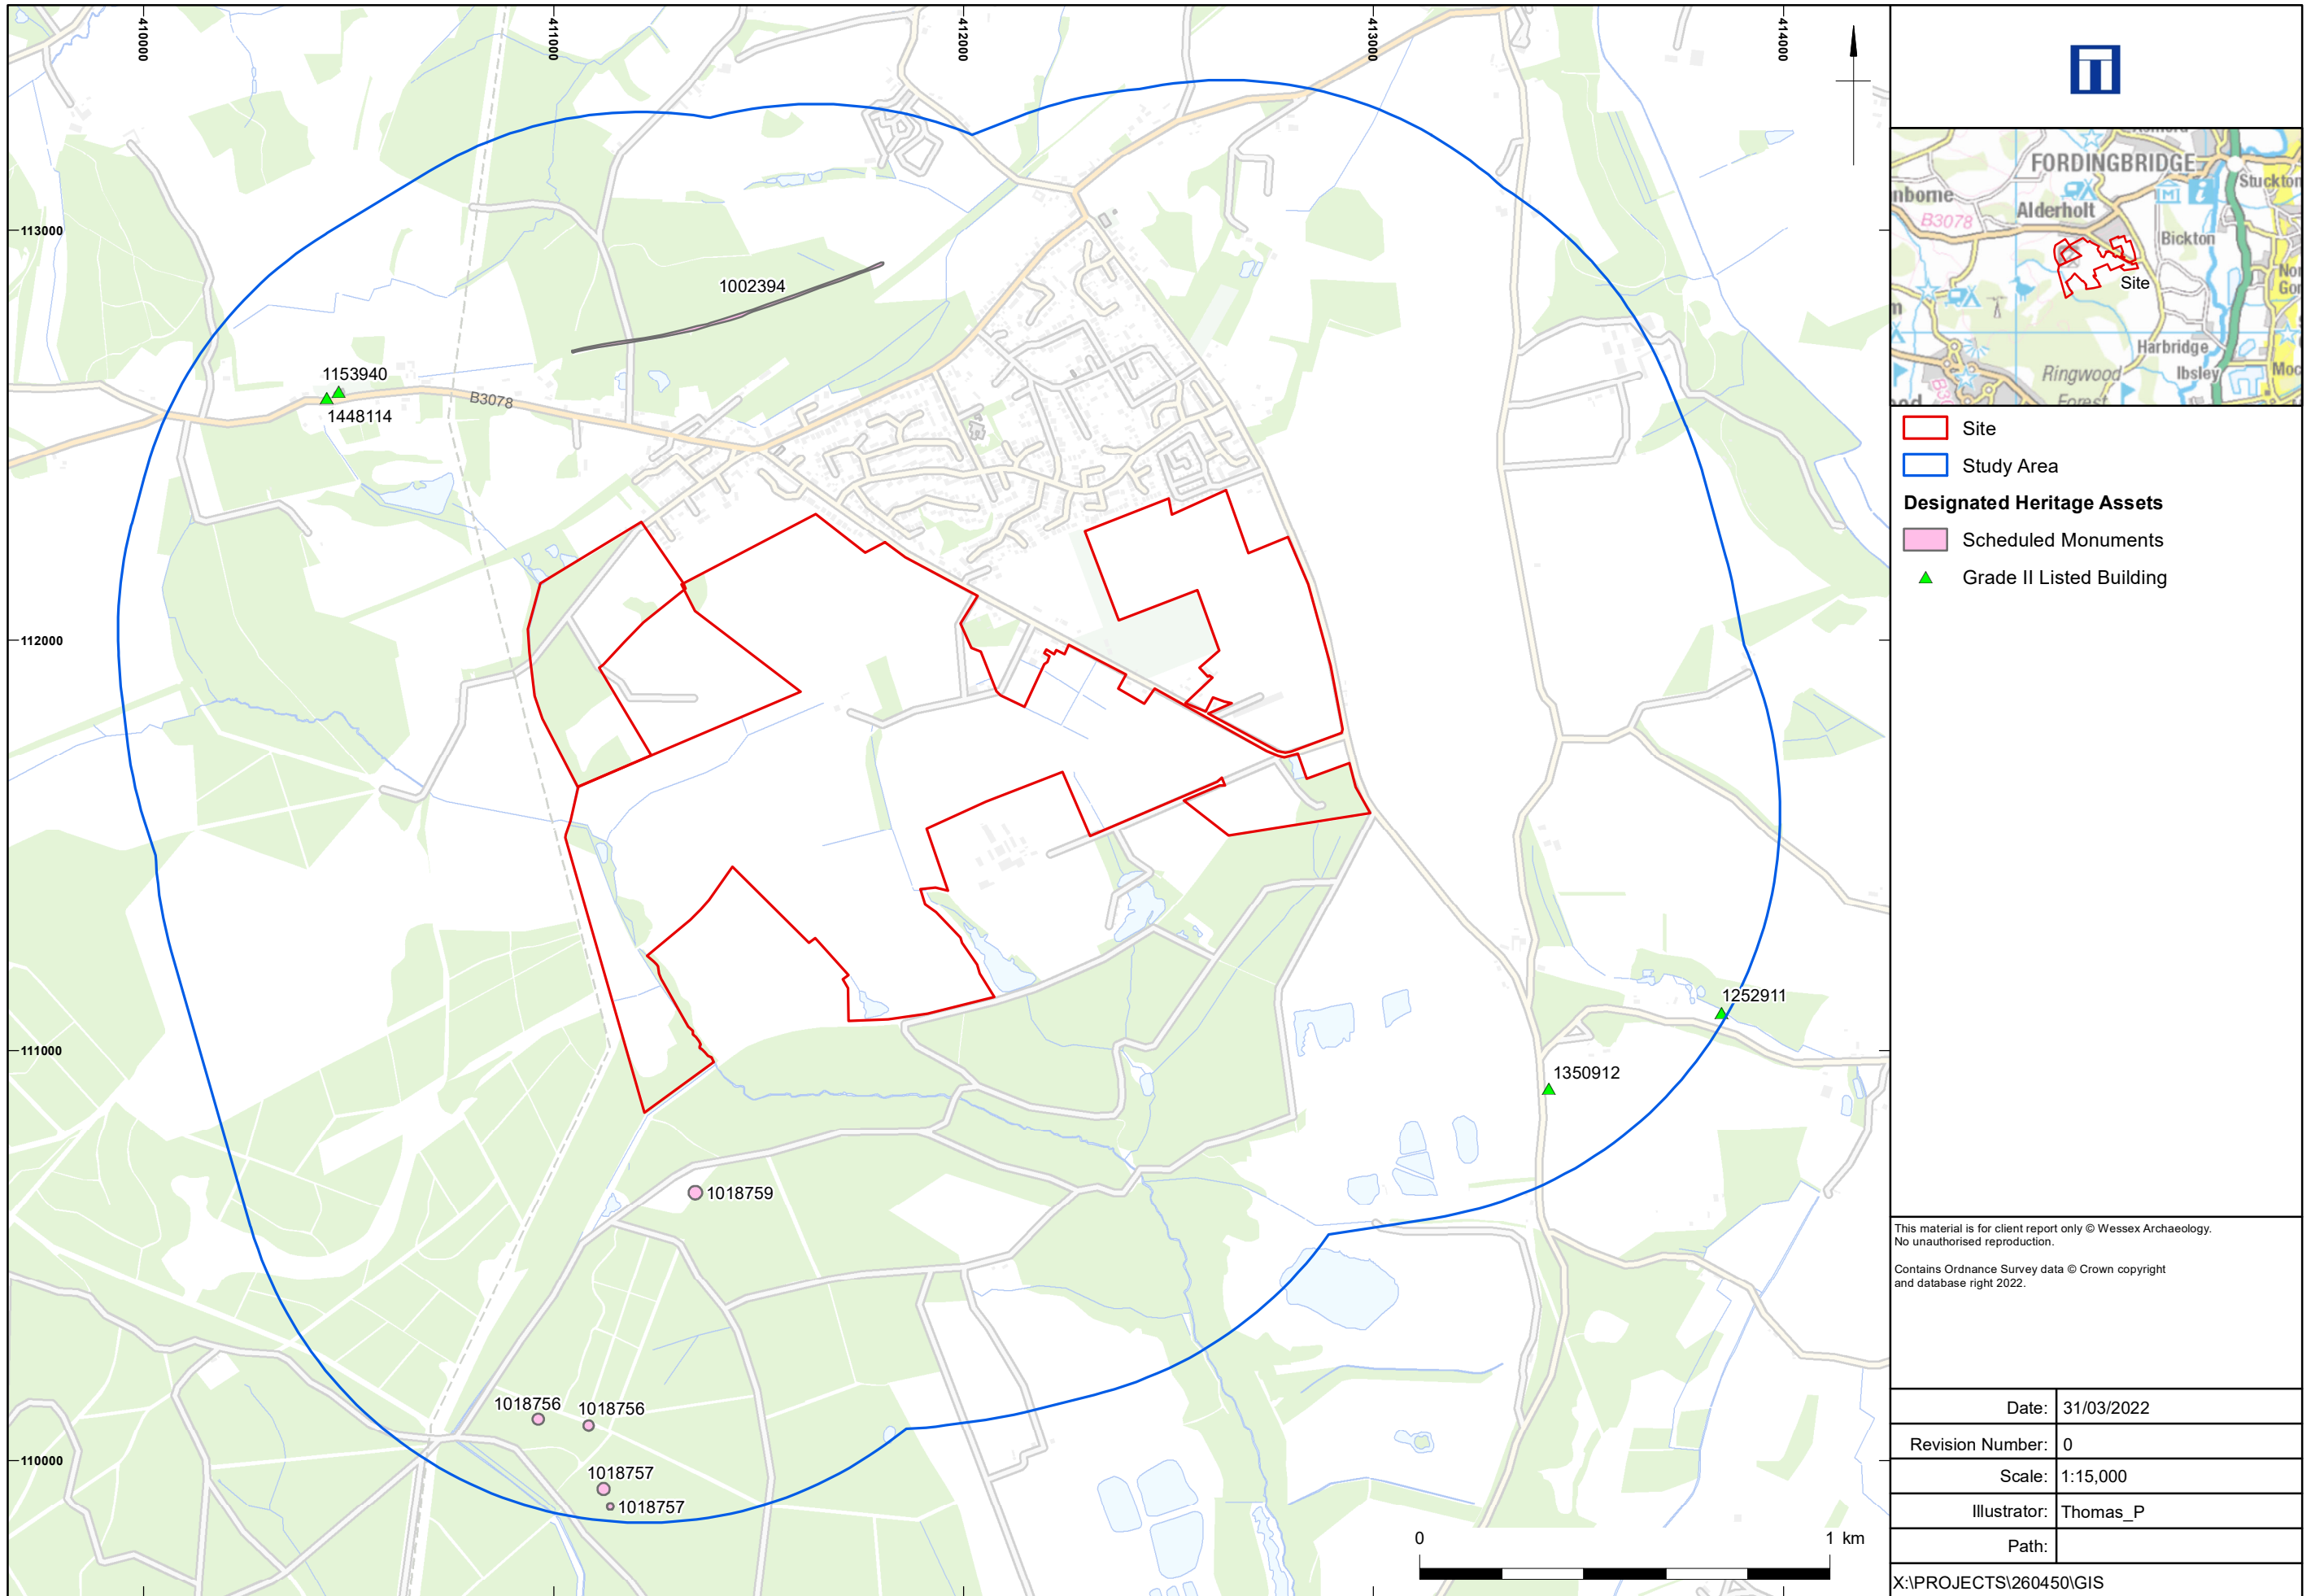 410000
411000
412000
413000
414000
113000
112000
111000
110000
1002394
1153940
1448114
B3078
1252911
1350912
1018759
1018756
1018756
1018757
1018757
0
1 km
FORDINGBRIDGE
Stuckton
nborne
Alderholt
B3078
Bickton
Site
Harbridge
Ibsley
Ringwood
Forest
Site
Study Area
Designated Heritage Assets
Scheduled Monuments
Grade II Listed Building
This material is for client report only © Wessex Archaeology.
No unauthorised reproduction.
Contains Ordnance Survey data © Crown copyright
and database right 2022.
Date: 31/03/2022
Revision Number: 0
Scale: 1:15,000
Illustrator: Thomas_P
Path:
X:\PROJECTS\260450\GIS